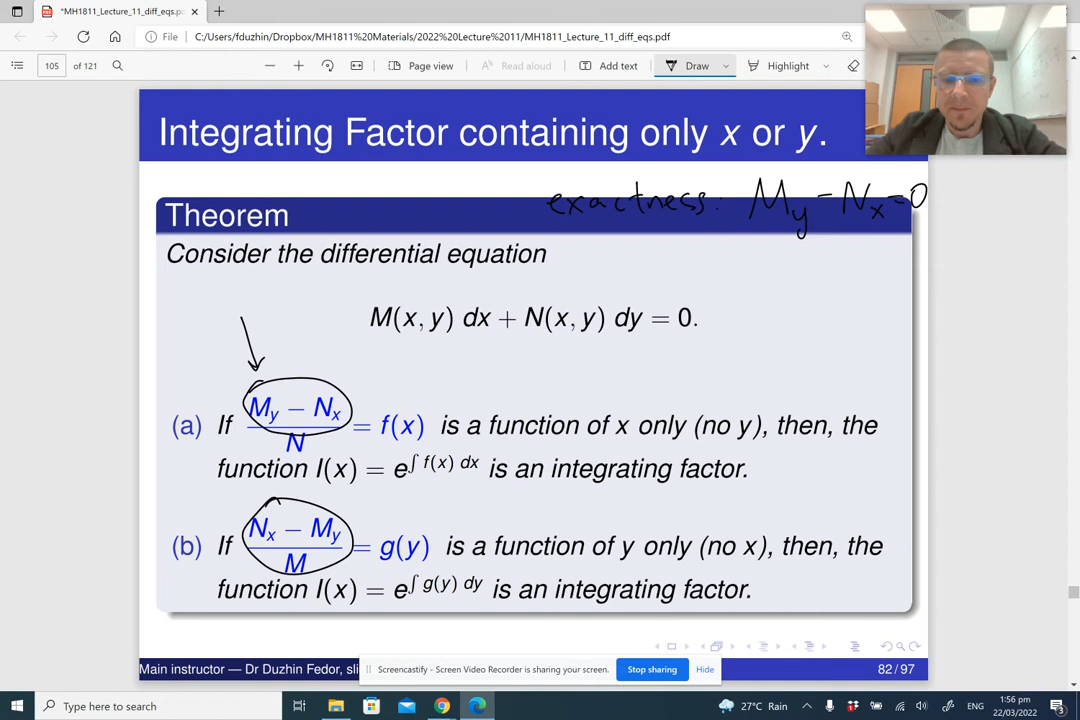 *MH1811_Lecture_11_diff_eqs.pd
File C:/Users/fduzhin/Dropbox/MH1811%20Materials/2022%20Lecture%2011/MH1811_Lecture_11_diff_eqs.pdf
105 of 121 Page view Read aloud Add text Draw Highlight
Integrating Factor containing only x or y.
exactness: My − Nx = 0
Theorem
Consider the differential equation
M(x, y) dx + N(x, y) dy = 0.
(a) If (My − Nx)/N = f(x) is a function of x only (no y), then, the
function I(x) = e^∫ f(x) dx is an integrating factor.
(b) If (Nx − My)/M = g(y) is a function of y only (no x), then, the
function I(x) = e^∫ g(y) dy is an integrating factor.
Main instructor — Dr Duzhin Fedor, sli
Screencastify - Screen Video Recorder is sharing your screen. Stop sharing Hide
82 / 97
Type here to search
27°C Rain
ENG
1:56 pm
22/03/2022
3